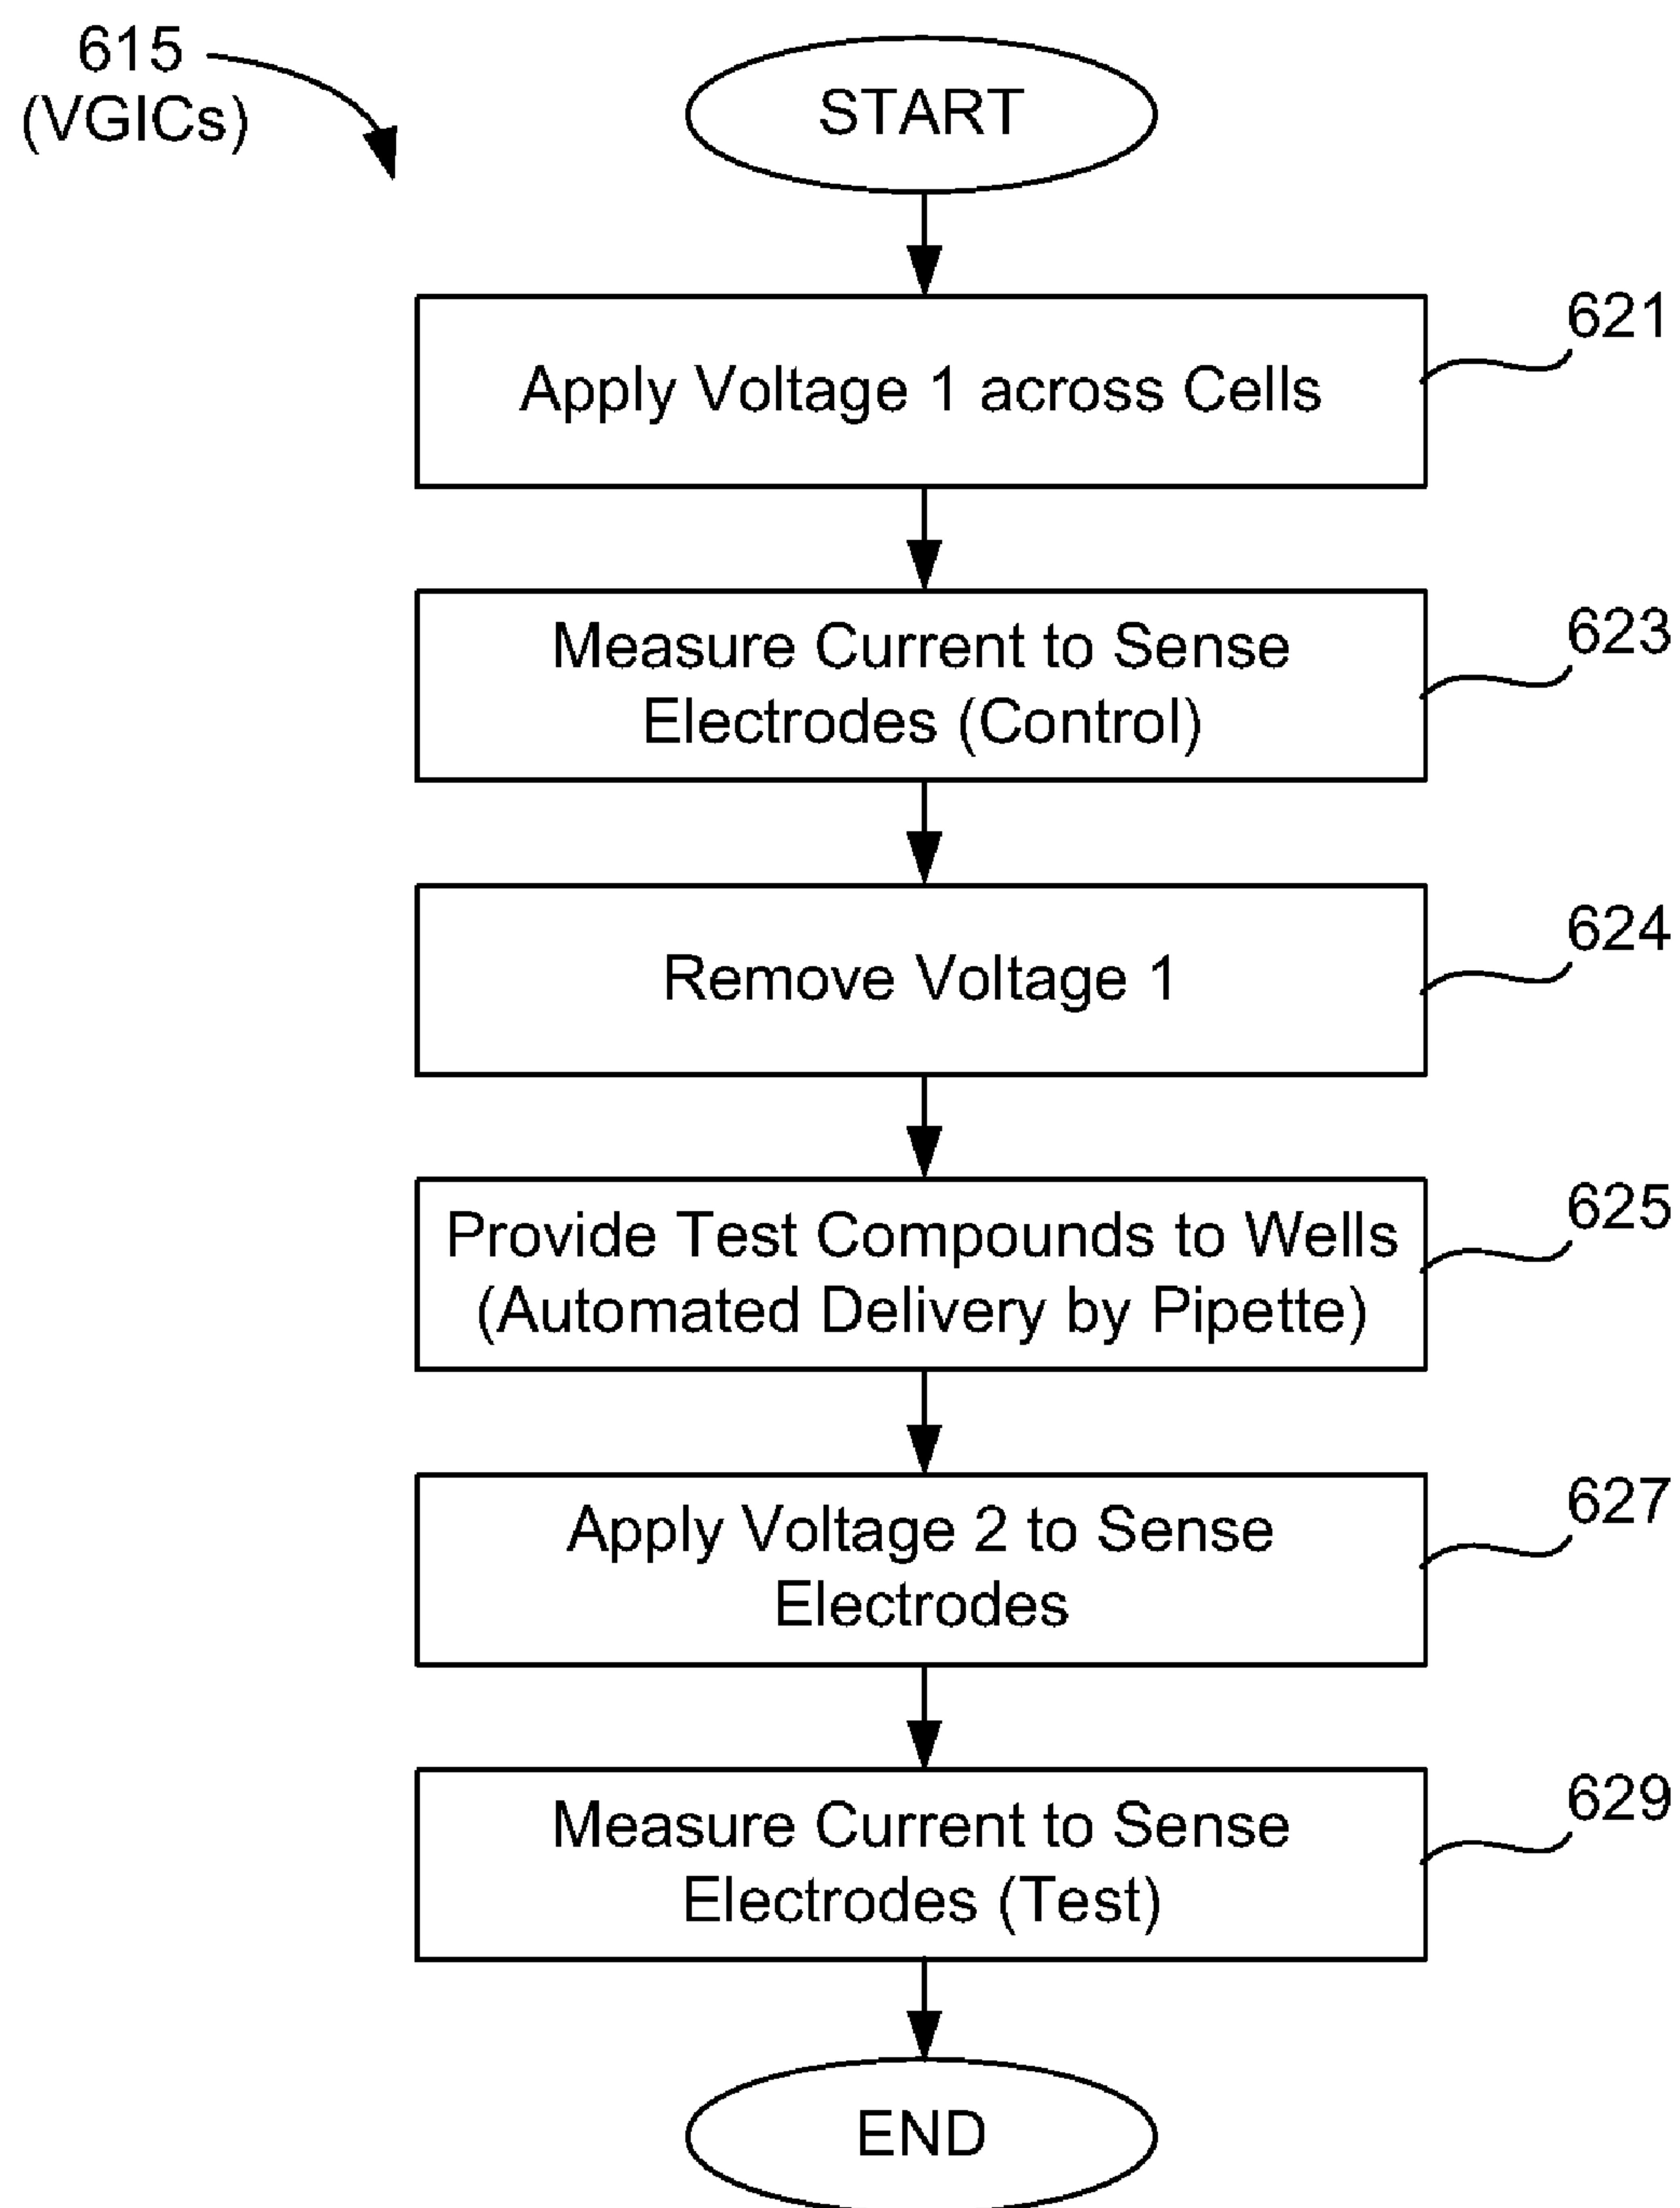 615
(VGICs)
START
Apply Voltage 1 across Cells
621
Measure Current to Sense
Electrodes (Control)
623
Remove Voltage 1
624
Provide Test Compounds to Wells
(Automated Delivery by Pipette)
625
Apply Voltage 2 to Sense
Electrodes
627
Measure Current to Sense
Electrodes (Test)
629
END